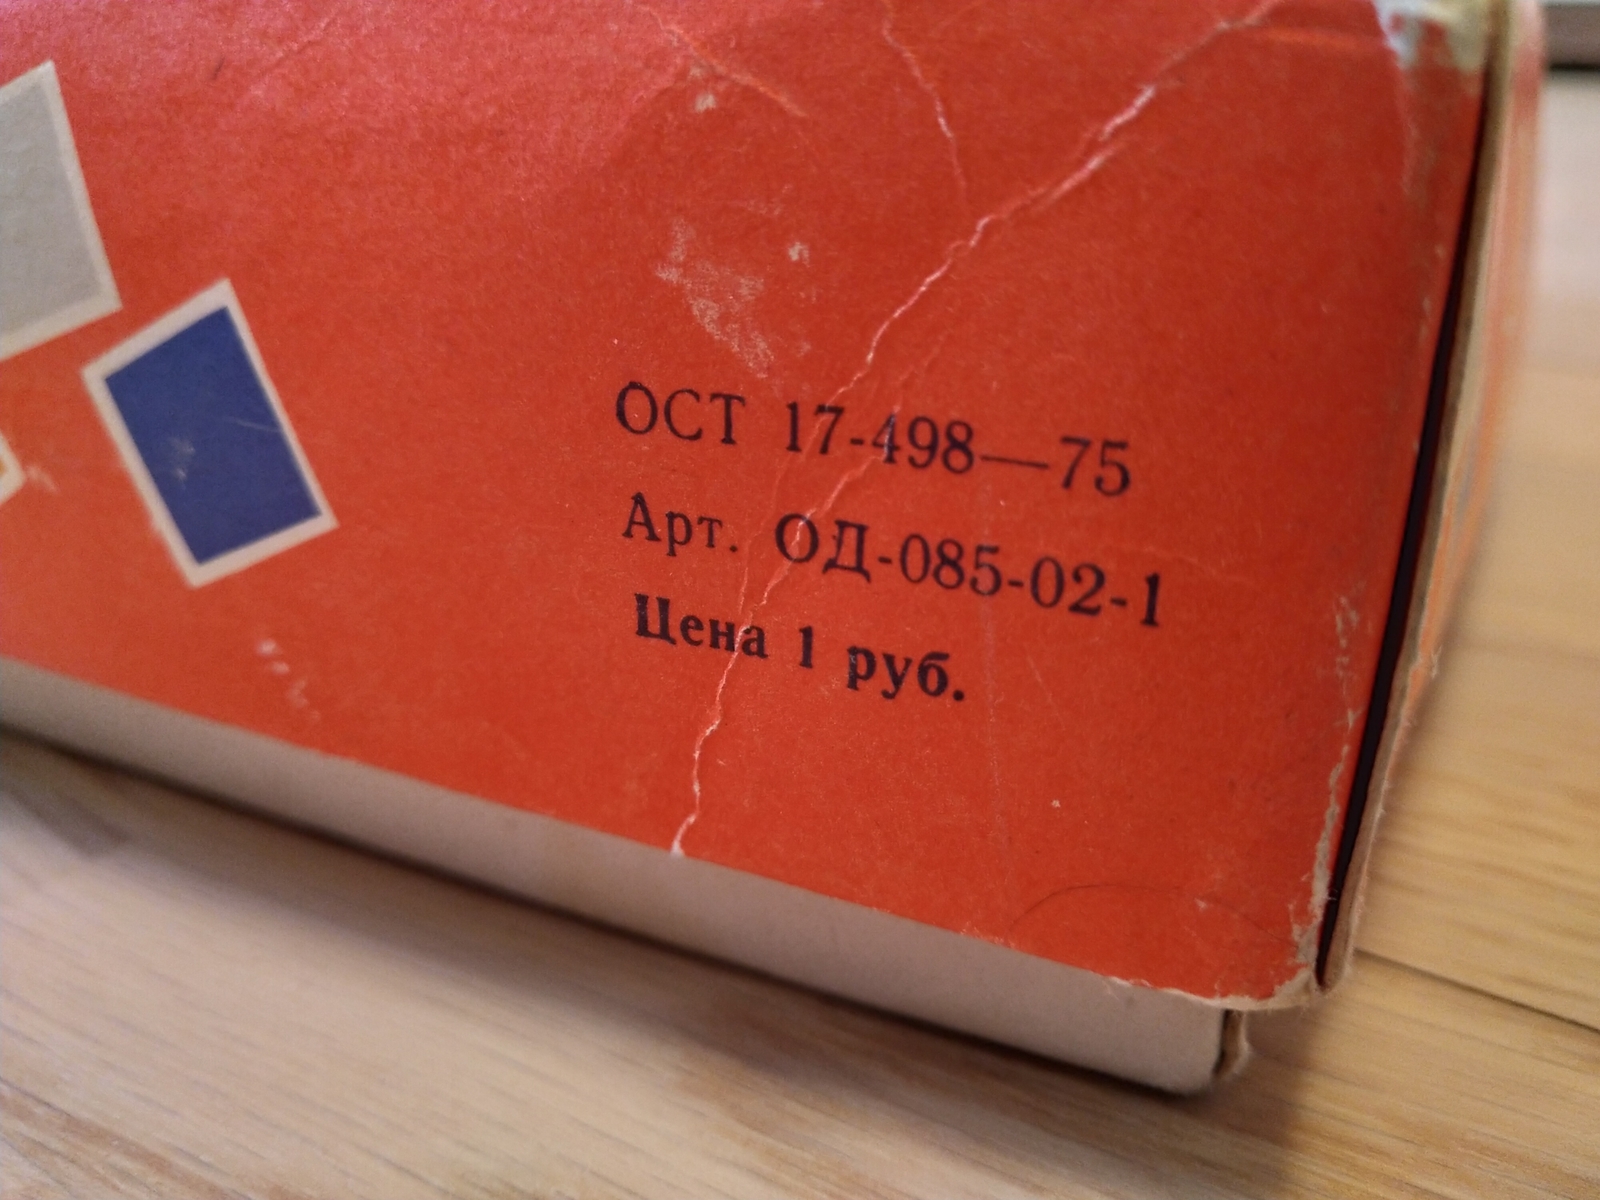 ОСТ 17-498—75
Арт. ОД-085-02-1
Цена 1 руб.